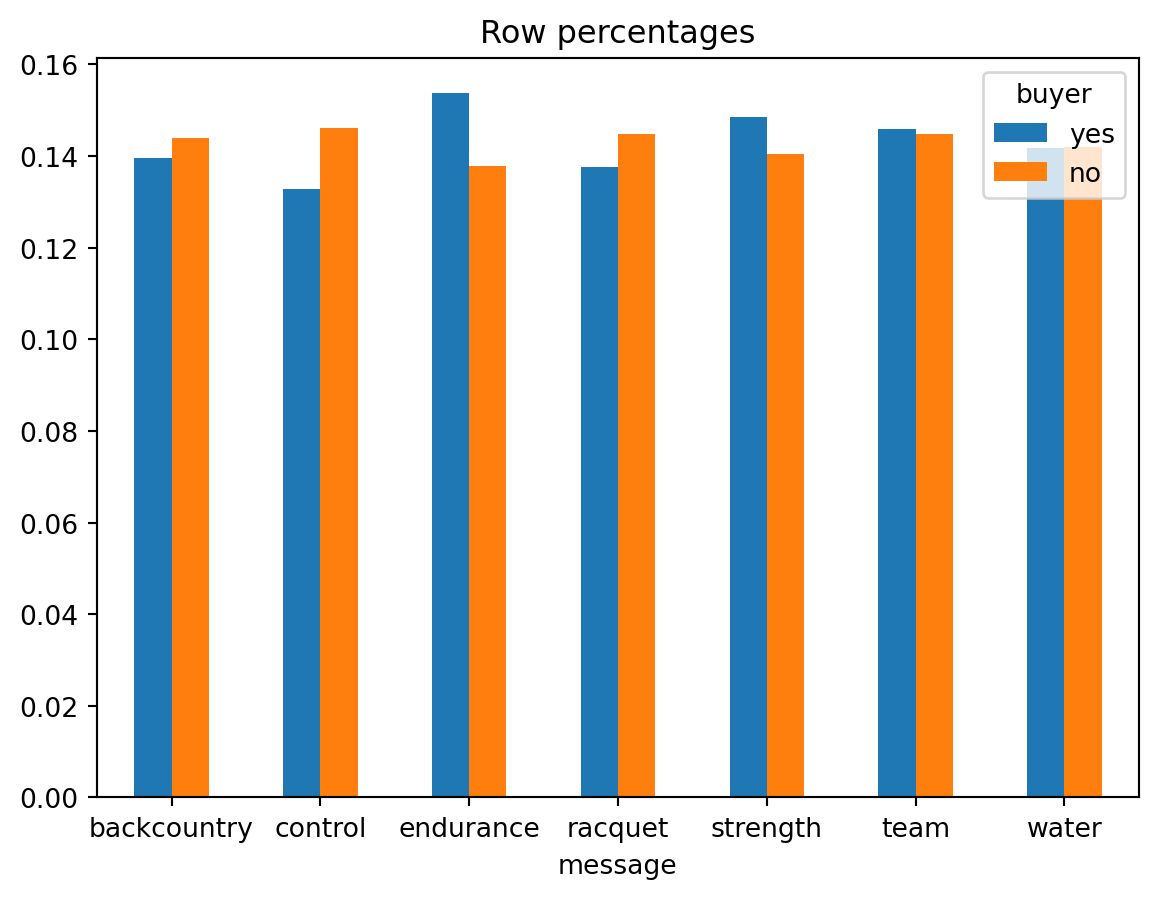 Row percentages
0.16
0.14
0.12
0.10
0.08
0.06
0.04
0.02
0.00
buyer
yes
no
backcountry control endurance racquet strength team water
message